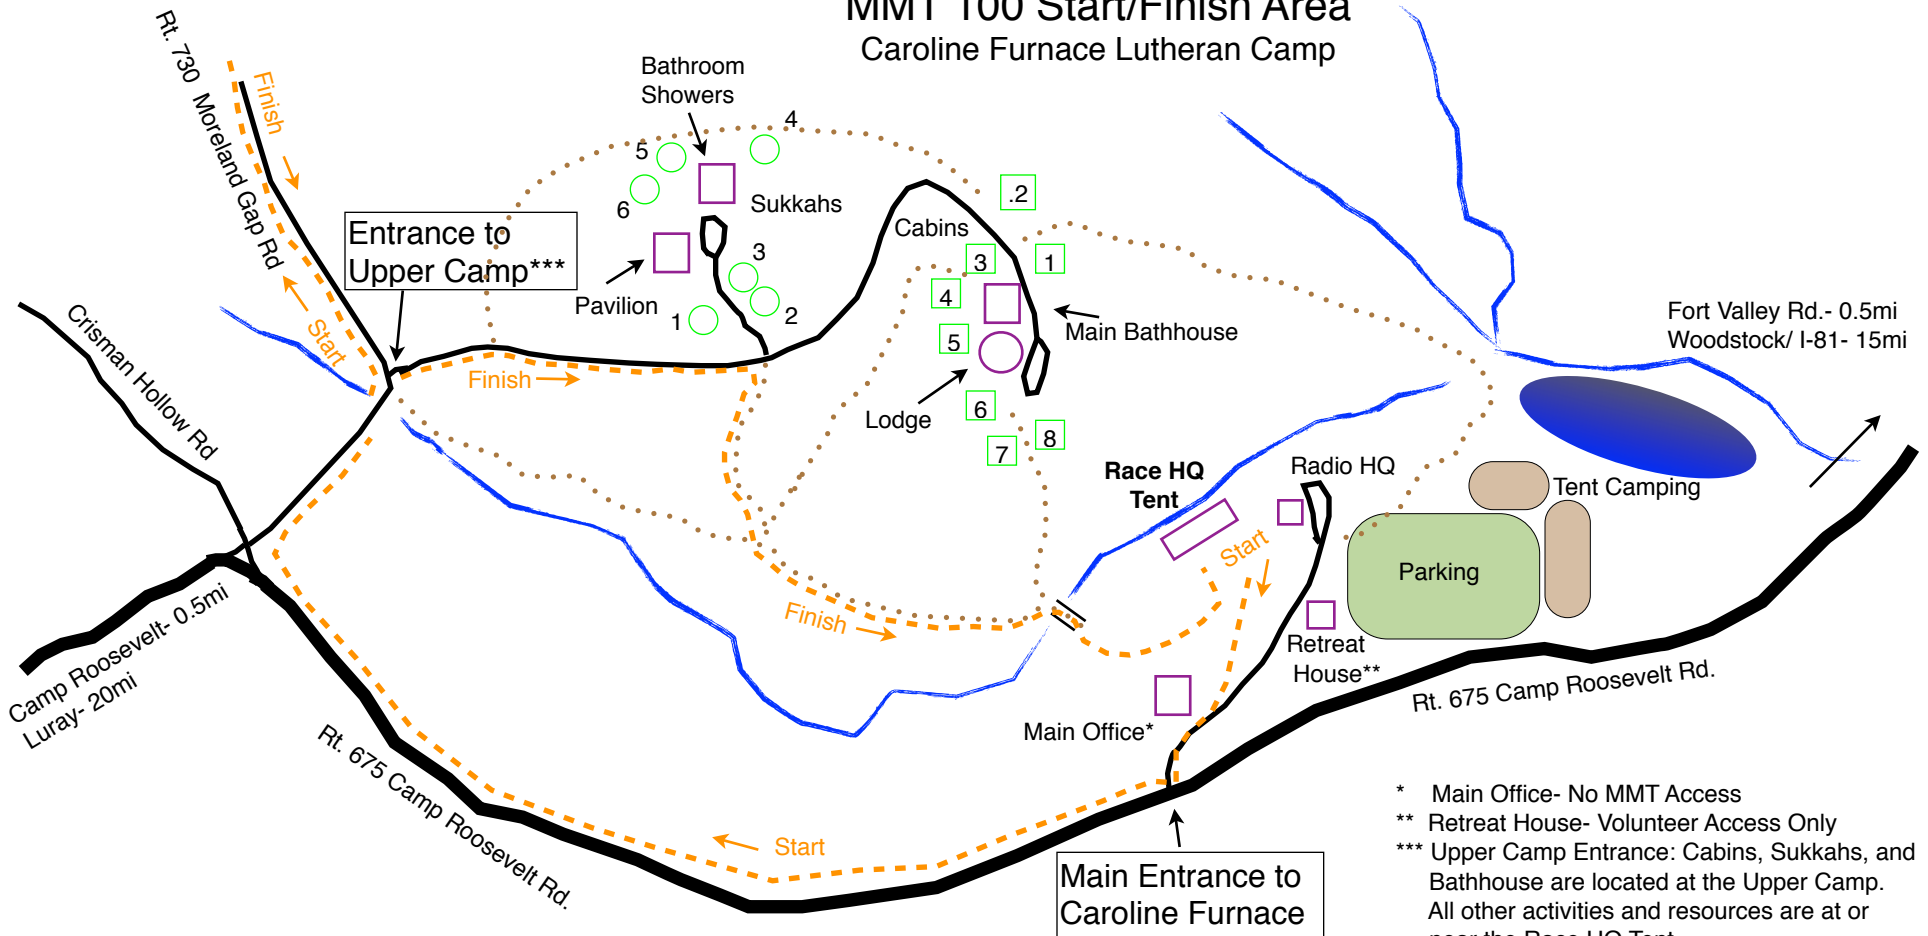 MMT 100 Start/Finish Area
Caroline Furnace Lutheran Camp
Rt. 730 Moreland Gap Rd
Finish
Start
Bathroom
Showers
4
5
6
Sukkahs
Entrance to
Upper Camp***
Pavilion
3
2
1
Cabins
.2
3
1
4
5
Main Bathhouse
Lodge
6
7
8
Fort Valley Rd.- 0.5mi
Woodstock/ I-81- 15mi
Crisman Hollow Rd
Finish
Race HQ
Tent
Radio HQ
Tent Camping
Start
Parking
Finish
Retreat
House**
Camp Roosevelt- 0.5mi
Luray- 20mi
Main Office*
Rt. 675 Camp Roosevelt Rd.
Rt. 675 Camp Roosevelt Rd.
Start
Main Entrance to
Caroline Furnace
* Main Office- No MMT Access
** Retreat House- Volunteer Access Only
*** Upper Camp Entrance: Cabins, Sukkahs, and
Bathhouse are located at the Upper Camp.
All other activities and resources are at or
near the Race HQ Tent